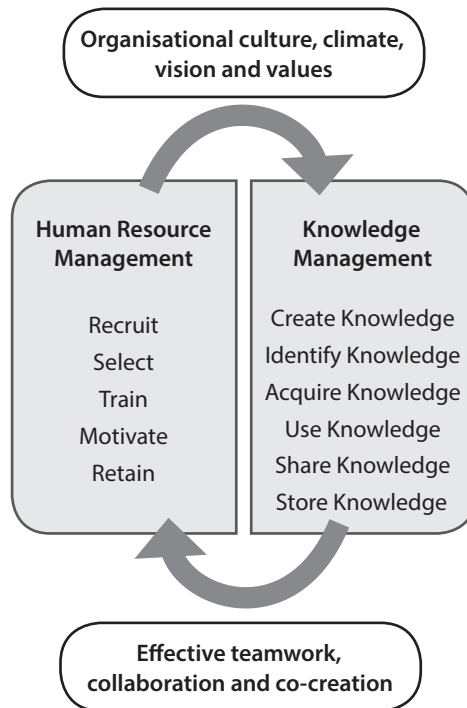 Organisational culture, climate,
vision and values
Human Resource
Management
Recruit
Select
Train
Motivate
Retain
Knowledge
Management
Create Knowledge
Identify Knowledge
Acquire Knowledge
Use Knowledge
Share Knowledge
Store Knowledge
Effective teamwork,
collaboration and co-creation